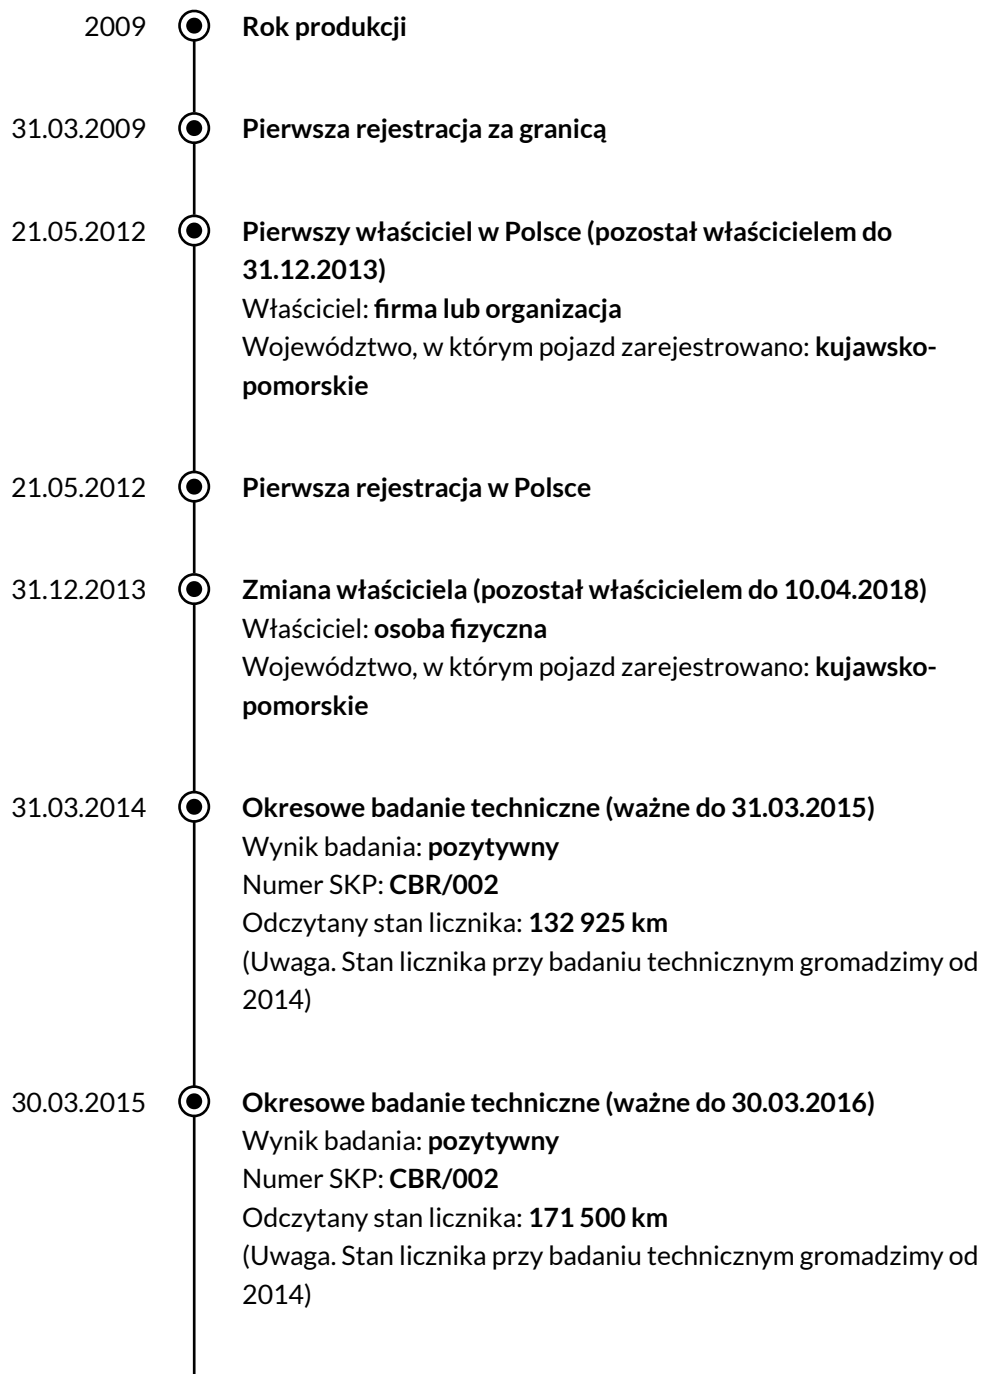 2009 Rok produkcji
31.03.2009 Pierwsza rejestracja za granicą
21.05.2012 Pierwszy właściciel w Polsce (pozostał właścicielem do
31.12.2013)
Właściciel: firma lub organizacja
Województwo, w którym pojazd zarejestrowano: kujawsko-
pomorskie
21.05.2012 Pierwsza rejestracja w Polsce
31.12.2013 Zmiana właściciela (pozostał właścicielem do 10.04.2018)
Właściciel: osoba fizyczna
Województwo, w którym pojazd zarejestrowano: kujawsko-
pomorskie
31.03.2014 Okresowe badanie techniczne (ważne do 31.03.2015)
Wynik badania: pozytywny
Numer SKP: CBR/002
Odczytany stan licznika: 132 925 km
(Uwaga. Stan licznika przy badaniu technicznym gromadzimy od
2014)
30.03.2015 Okresowe badanie techniczne (ważne do 30.03.2016)
Wynik badania: pozytywny
Numer SKP: CBR/002
Odczytany stan licznika: 171 500 km
(Uwaga. Stan licznika przy badaniu technicznym gromadzimy od
2014)